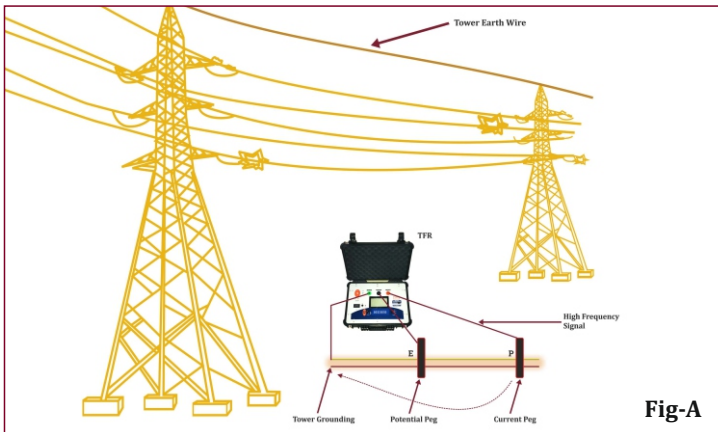 Tower Earth Wire
TFR
High Frequency
Signal
E
P
Tower Grounding
Potential Peg
Current Peg
Fig-A